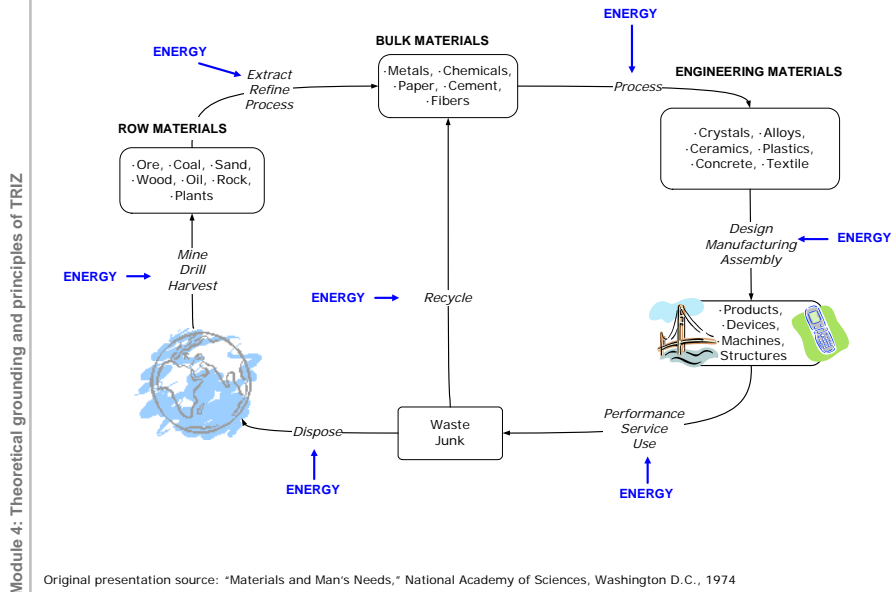 Module 4: Theoretical grounding and principles of TRIZ
ENERGY
BULK MATERIALS
ENERGY
ENERGY
Extract
Refine
Process
·Metals, ·Chemicals,
·Paper, ·Cement,
·Fibers
Process
ENGINEERING MATERIALS
ROW MATERIALS
·Ore, ·Coal, ·Sand,
·Wood, ·Oil, ·Rock,
·Plants
·Crystals, ·Alloys,
·Ceramics, ·Plastics,
·Concrete, ·Textile
Mine
Drill
Harvest
ENERGY
Recycle
ENERGY
Design
Manufacturing
Assembly
ENERGY
·Products,
·Devices,
·Machines,
Structures
Performance
Service
Use
ENERGY
Waste
Junk
Dispose
ENERGY
Original presentation source: "Materials and Man's Needs," National Academy of Sciences, Washington D.C., 1974